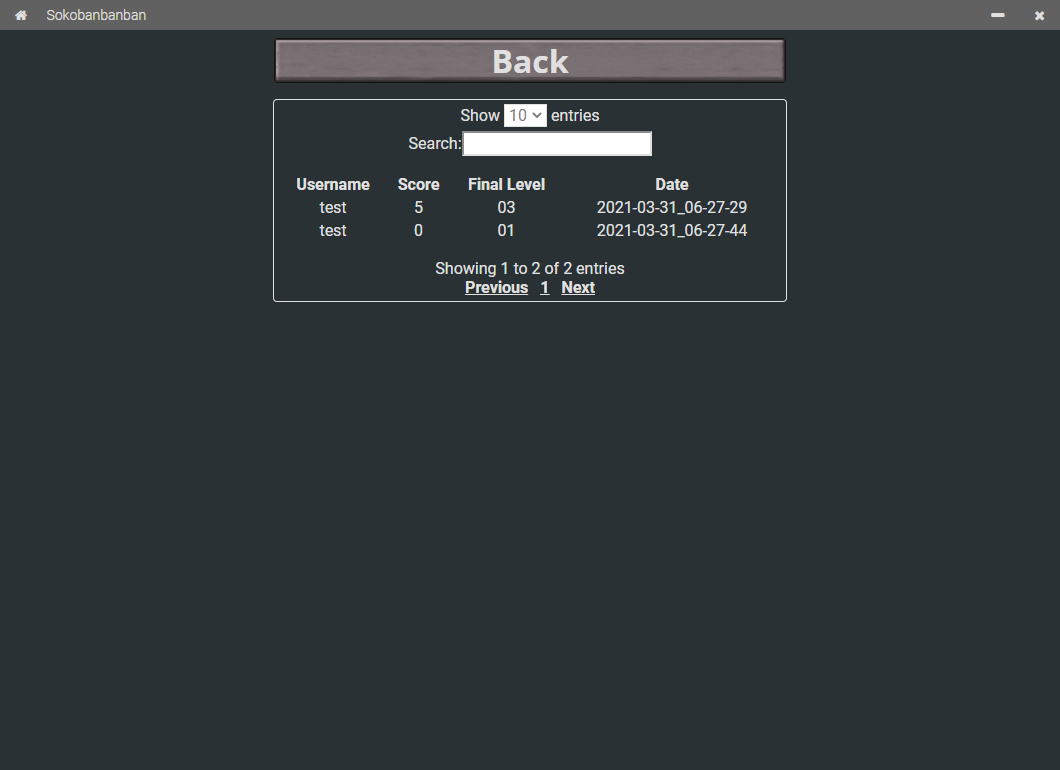 Sokobanbanban
Back
Show 10 entries
Search:
Username Score Final Level Date
test 5 03 2021-03-31_06-27-29
test 0 01 2021-03-31_06-27-44
Showing 1 to 2 of 2 entries
Previous 1 Next